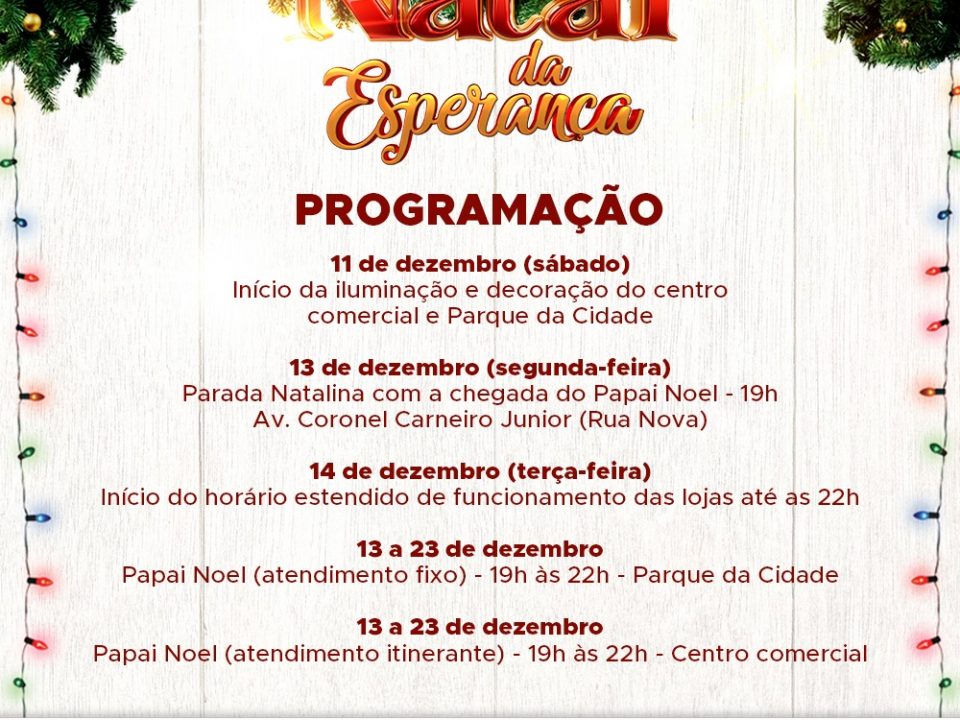 Natal
da
Esperança
PROGRAMAÇÃO
11 de dezembro (sábado)
Início da iluminação e decoração do centro
comercial e Parque da Cidade
13 de dezembro (segunda-feira)
Parada Natalina com a chegada do Papai Noel - 19h
Av. Coronel Carneiro Junior (Rua Nova)
14 de dezembro (terça-feira)
Início do horário estendido de funcionamento das lojas até as 22h
13 a 23 de dezembro
Papai Noel (atendimento fixo) - 19h às 22h - Parque da Cidade
13 a 23 de dezembro
Papai Noel (atendimento itinerante) - 19h às 22h - Centro comercial